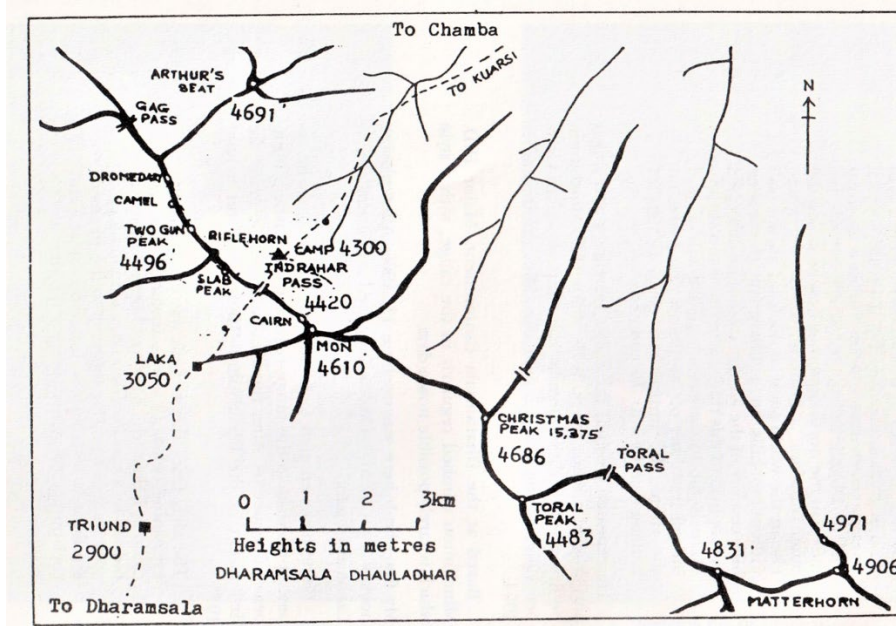 To Chamba
ARTHUR'S
SEAT
4691
TO KUARSI
N
GAG
PASS
DROMEDARY
CAMEL
TWO GUN
PEAK
4496
RIFLEHORN
SLAB
PEAK
CAMP 4300
INDRAHAR
PASS
4420
CAIRN
MON
4610
LAKA
3050
CHRISTMAS
PEAK 15,375'
4686
TORAL
PASS
TORAL
PEAK
4483
0 1 2 3km
Heights in metres
DHARAMSALA DHAULADHAR
TRIUND
2900
To Dharamsala
4831
4971
4906
MATTERHORN